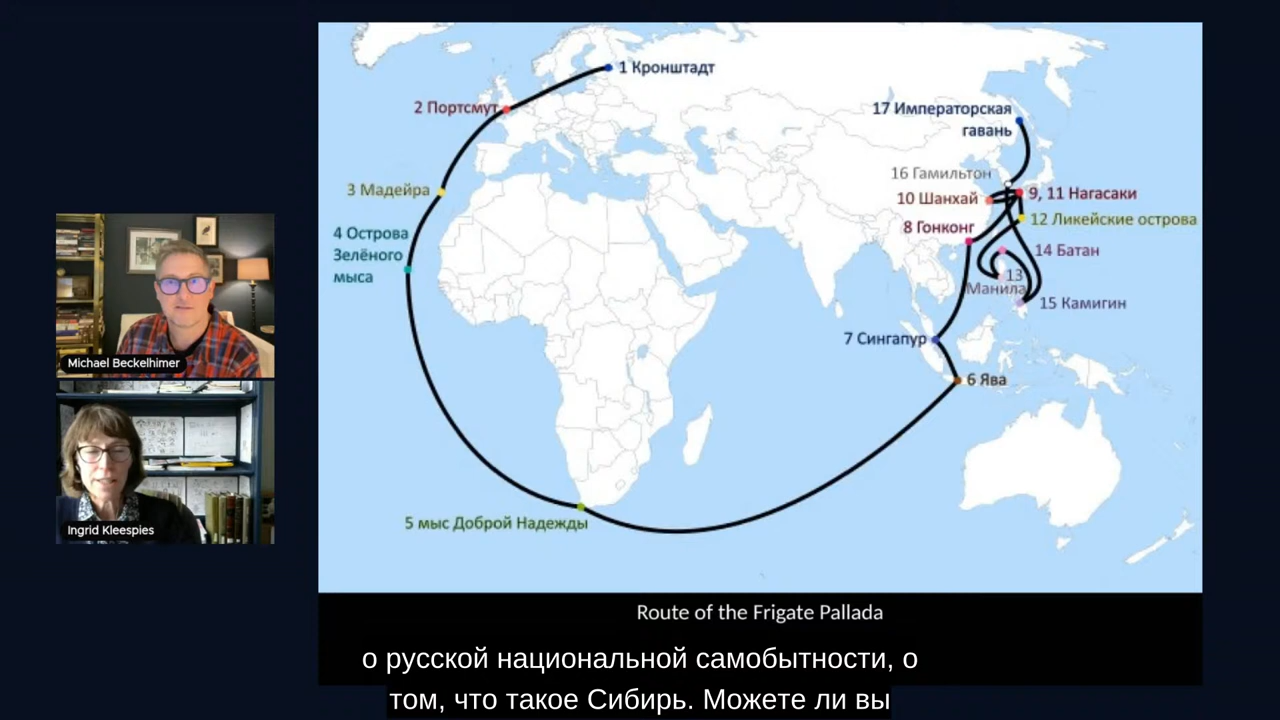 1 Кронштадт
2 Портсмут
17 Императорская
гавань
3 Мадейра
16 Гамильтон
10 Шанхай
9, 11 Нагасаки
12 Ликейские острова
8 Гонконг
4 Острова
Зелёного
мыса
14 Батан
13
Манила
15 Камигин
7 Сингапур
6 Ява
5 мыс Доброй Надежды
Michael Beckelhimer
Ingrid Kleespies
Route of the Frigate Pallada
о русской национальной самобытности, о
том, что такое Сибирь. Можете ли вы